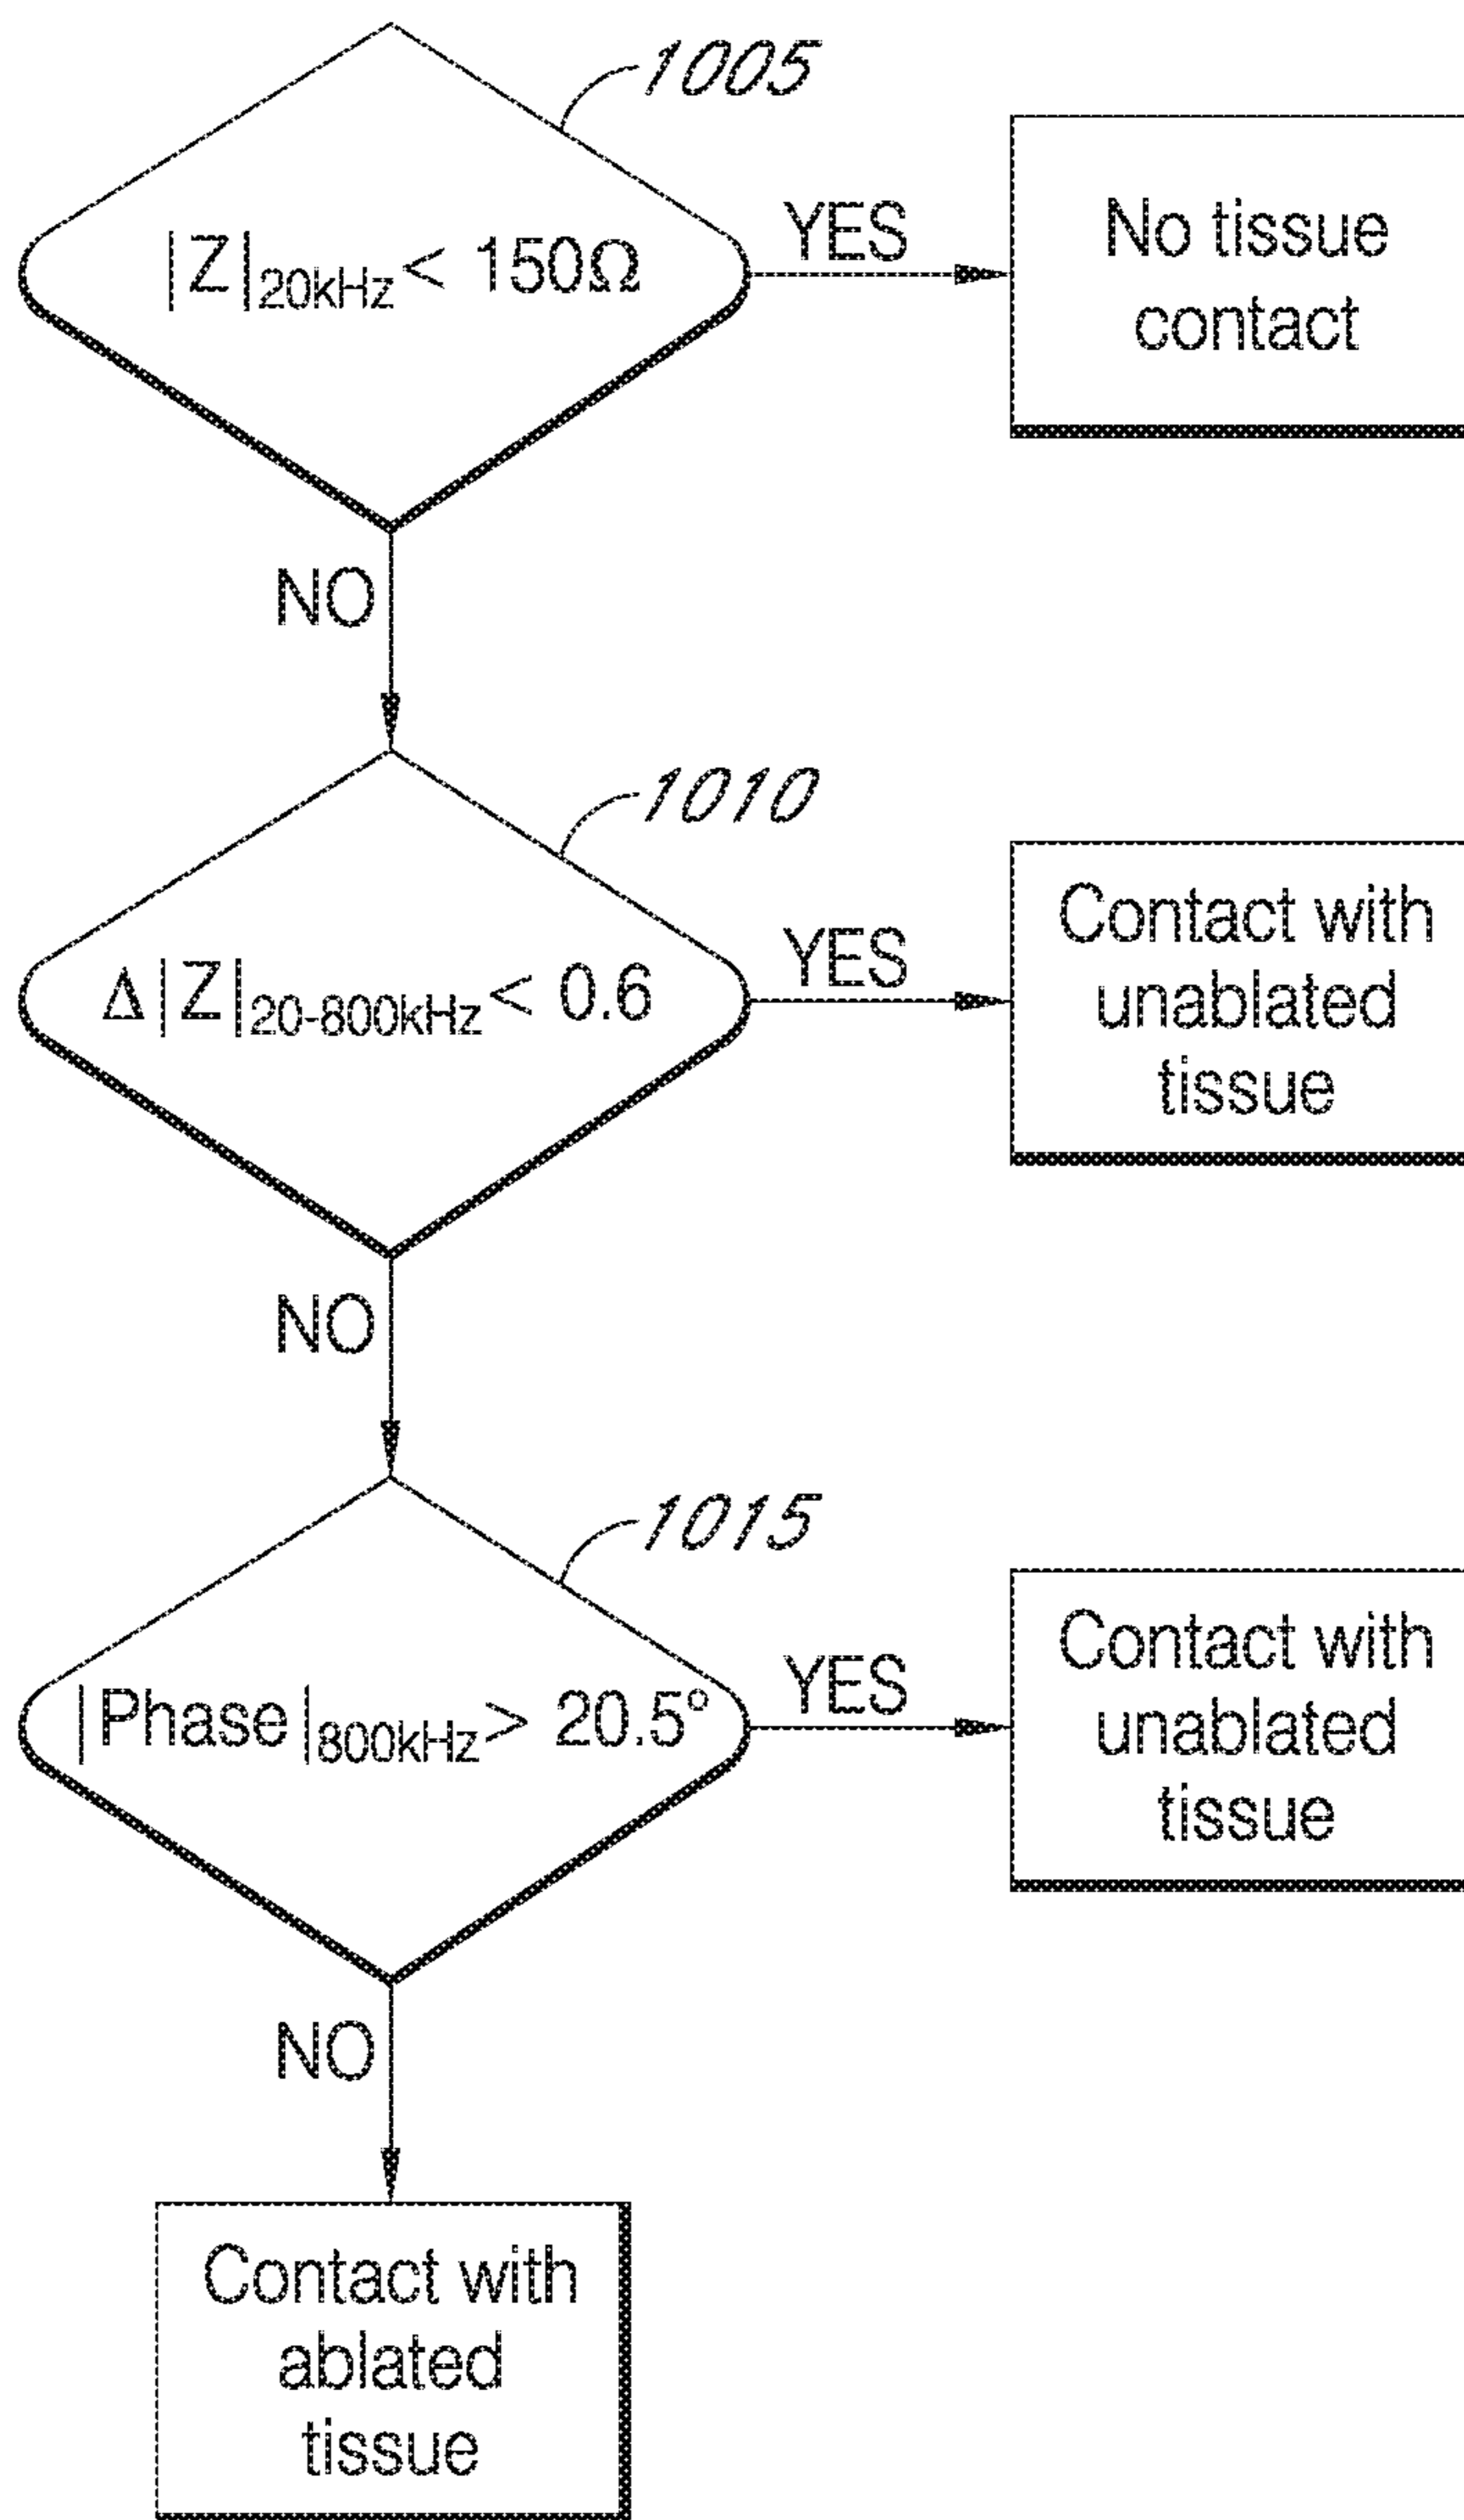 1005
|Z|20kHz < 150Ω
YES
No tissue
contact
NO
1010
Δ|Z|20-800kHz < 0.6
YES
Contact with
unablated
tissue
NO
1015
|Phase|800kHz > 20.5°
YES
Contact with
unablated
tissue
NO
Contact with
ablated
tissue